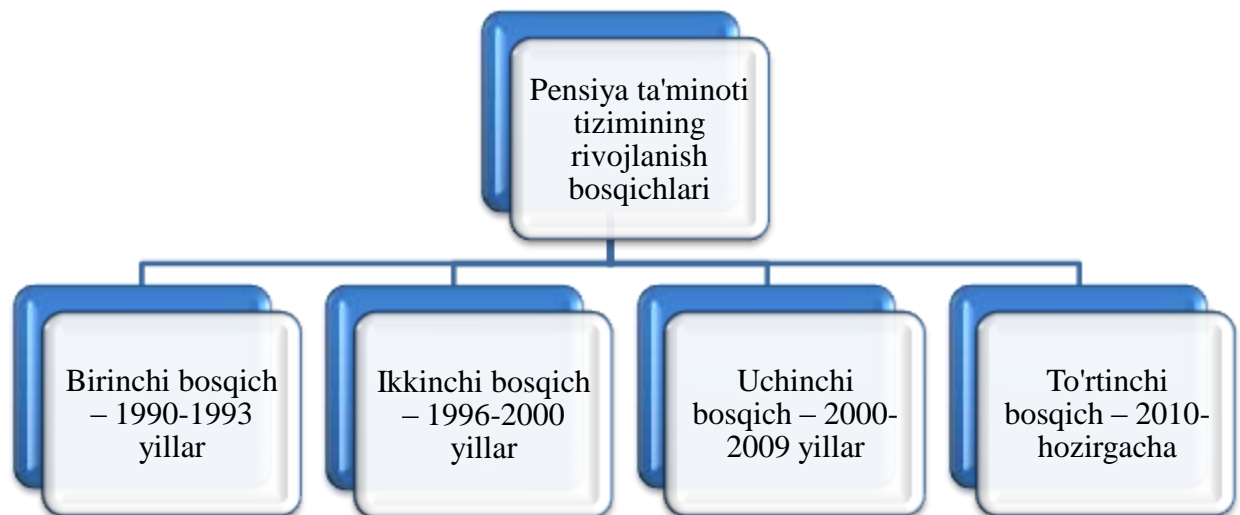 Pensiya ta'minoti
tizimining
rivojlanish
bosqichlari
Birinchi bosqich
– 1990-1993
yillar
Ikkinchi bosqich
– 1996-2000
yillar
Uchinchi
bosqich – 2000-
2009 yillar
To'rtinchi
bosqich – 2010-
hozirgacha